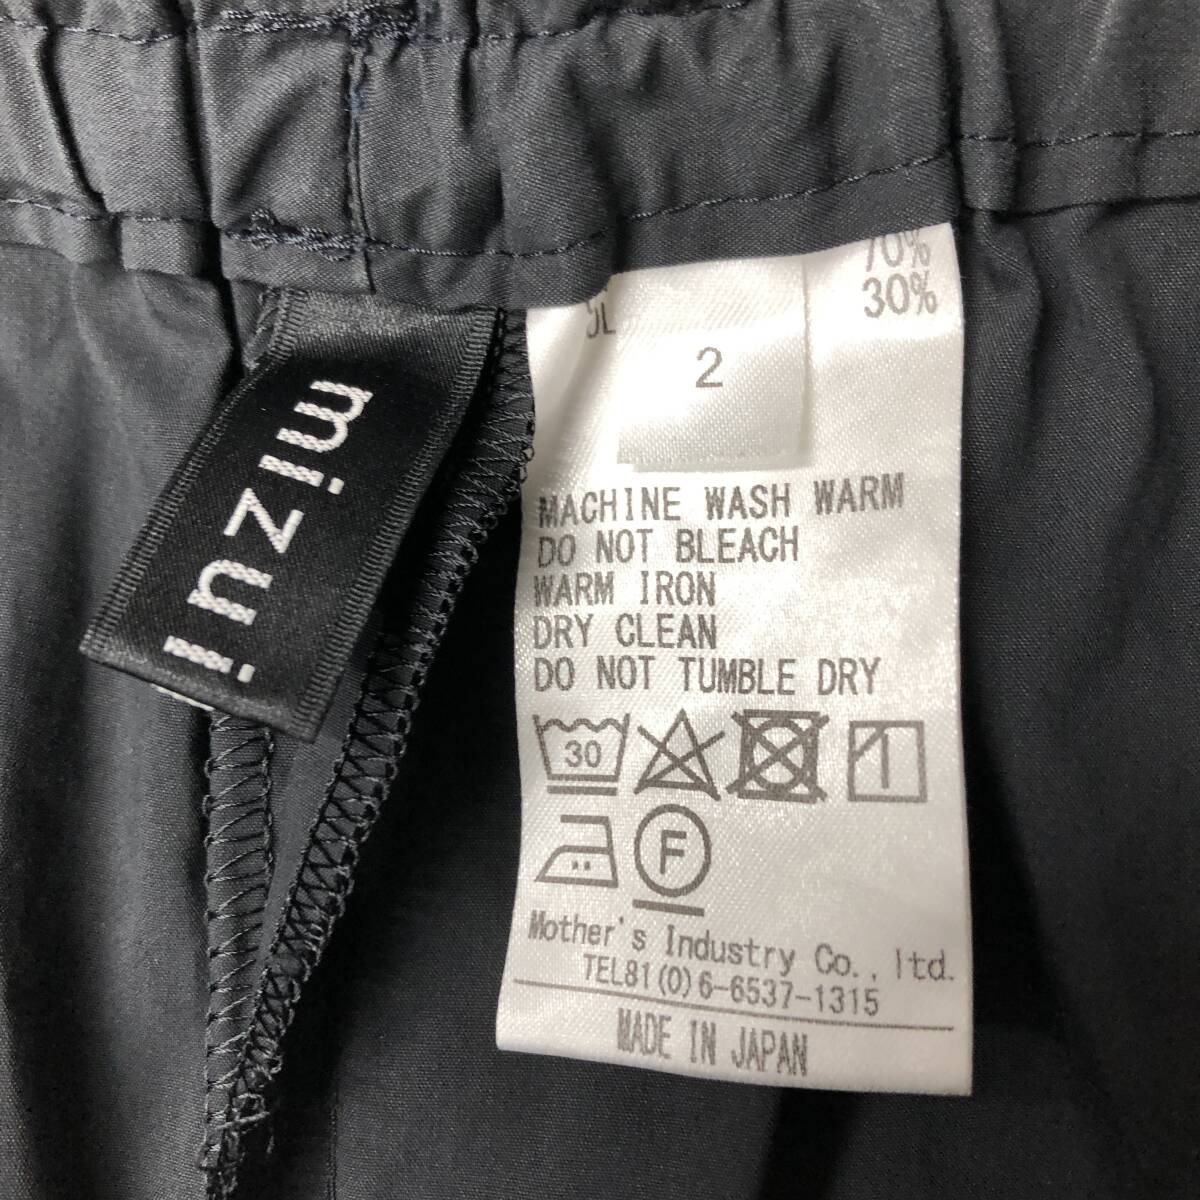 mizuiro
70%
30%
2
MACHINE WASH WARM
DO NOT BLEACH
WARM IRON
DRY CLEAN
DO NOT TUMBLE DRY
30
F
Mother's Industry Co., ltd.
TEL81(0)6-6537-1315
MADE IN JAPAN